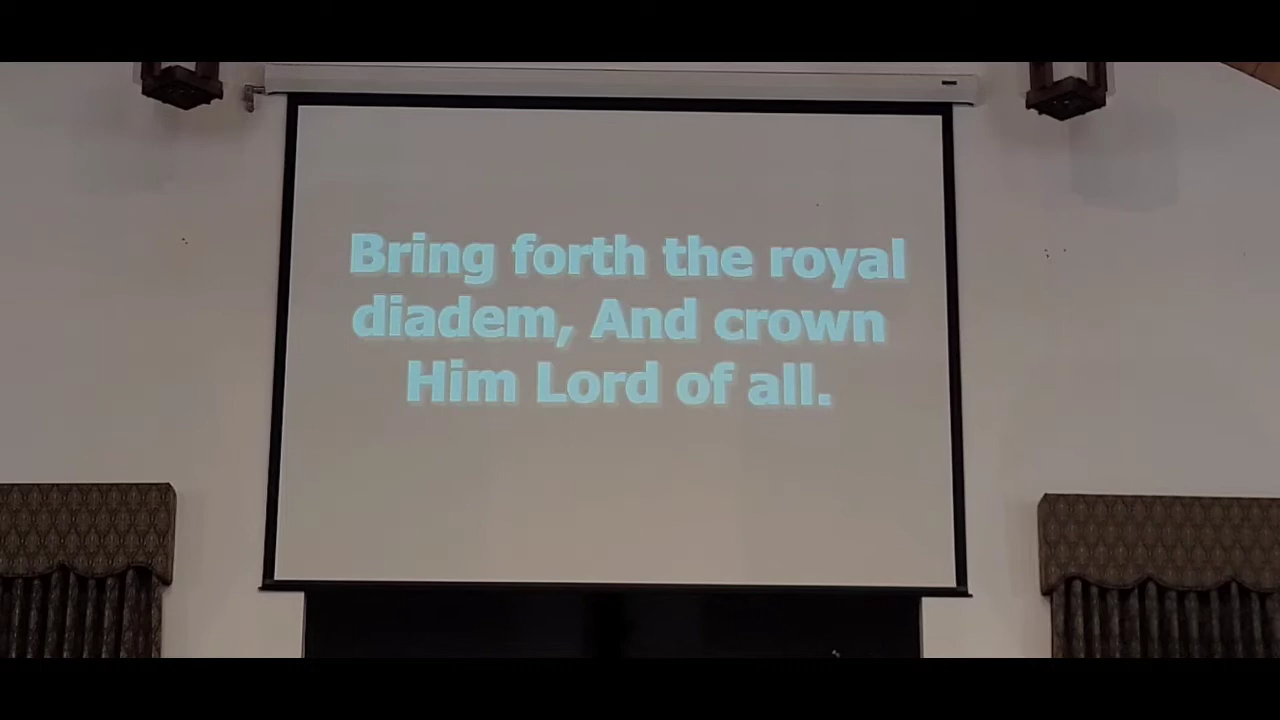 Bring forth the royal
diadem, And crown
Him Lord of all.